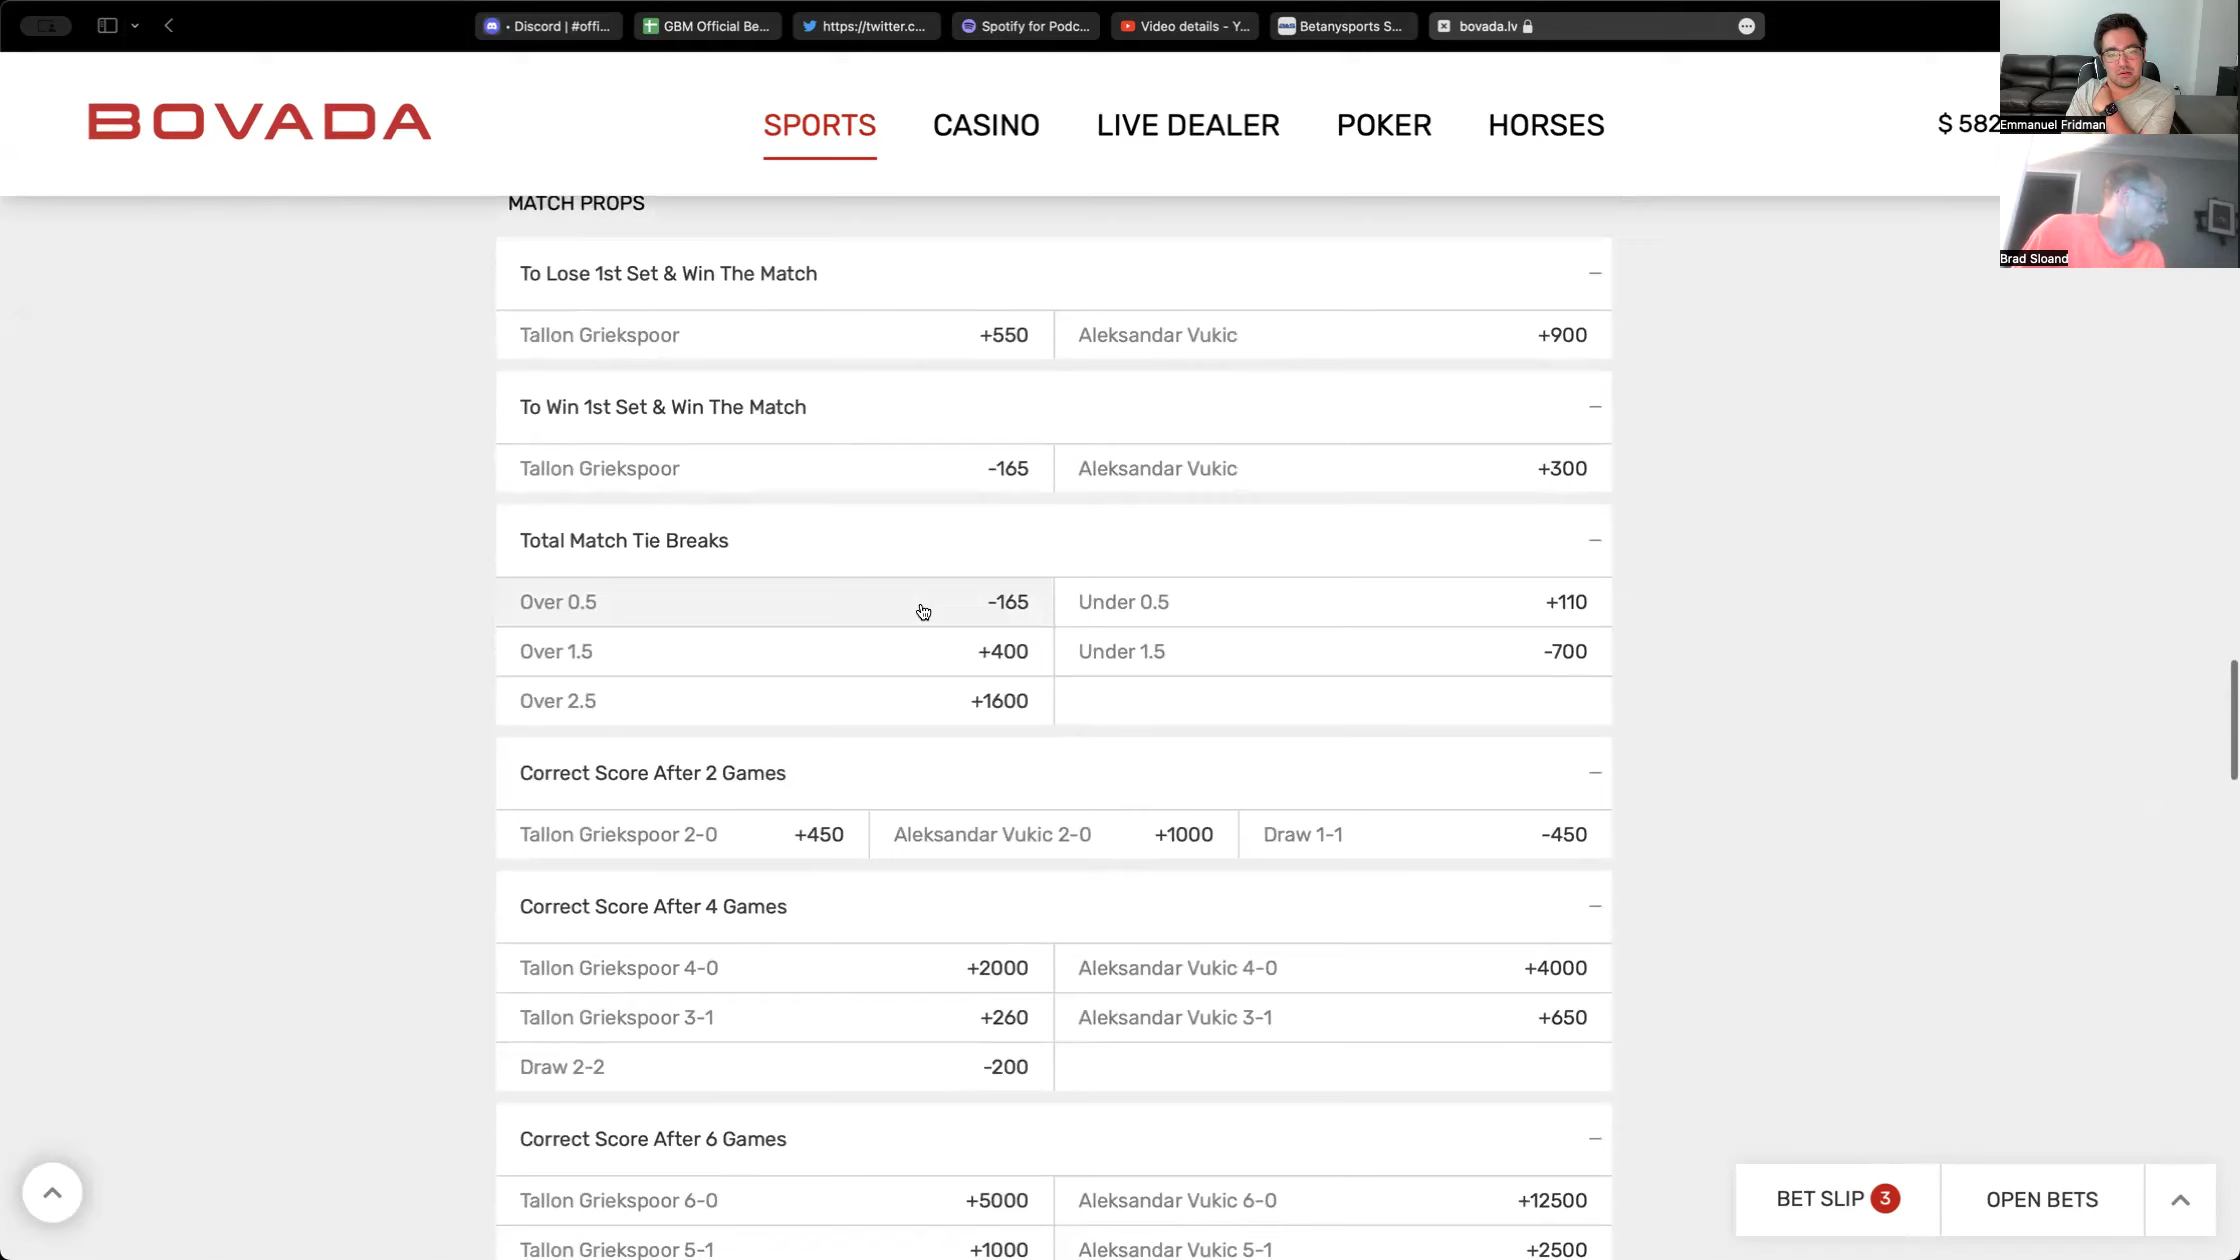 • Discord | #offi...
GBM Official Be...
https://twitter.c...
Spotify for Podc...
Video details - Y...
Betanysports S...
bovada.lv
BOVADA
SPORTS
CASINO
LIVE DEALER
POKER
HORSES
$ 582
Emmanuel Fridman
Brad Sloand
MATCH PROPS
To Lose 1st Set & Win The Match
Tallon Griekspoor +550 Aleksandar Vukic +900
To Win 1st Set & Win The Match
Tallon Griekspoor -165 Aleksandar Vukic +300
Total Match Tie Breaks
Over 0.5 -165 Under 0.5 +110
Over 1.5 +400 Under 1.5 -700
Over 2.5 +1600
Correct Score After 2 Games
Tallon Griekspoor 2-0 +450 Aleksandar Vukic 2-0 +1000 Draw 1-1 -450
Correct Score After 4 Games
Tallon Griekspoor 4-0 +2000 Aleksandar Vukic 4-0 +4000
Tallon Griekspoor 3-1 +260 Aleksandar Vukic 3-1 +650
Draw 2-2 -200
Correct Score After 6 Games
Tallon Griekspoor 6-0 +5000 Aleksandar Vukic 6-0 +12500
Tallon Griekspoor 5-1 +1000 Aleksandar Vukic 5-1 +2500
BET SLIP 3
OPEN BETS